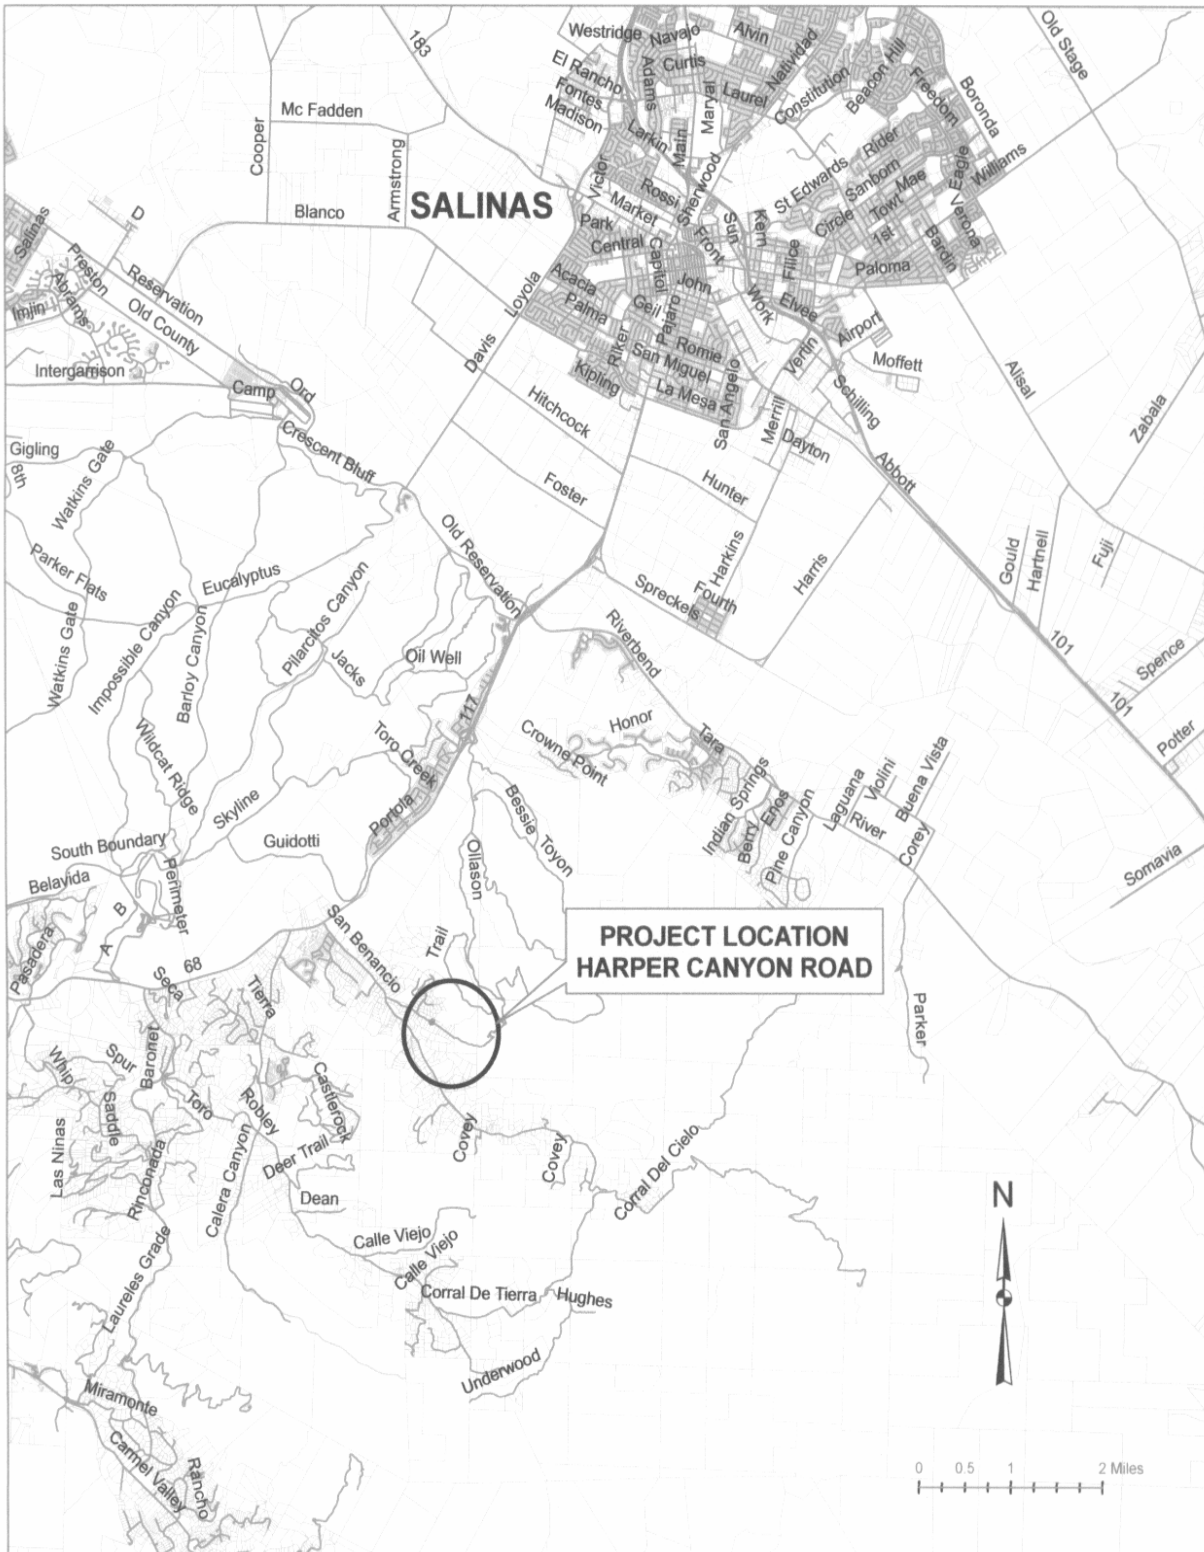 183
Westridge
Navajo
Alvin
Natividad
Old Stage
El Rancho
Adams
Curtis
Fontes
Madison
Laurel
Constitution
Beacon Hill
Freedom
Boronda
Mc Fadden
Cooper
Armstrong
Larkin
Main
Maryal
Sherwood
Victor
Rossi
Market
St Edwards
Rider
Sanborn
Mae
Eagle
Williams
SALINAS
Blanco
D
Salinas
Park
Central
Capitol
Front
Sun
Kern
Circle
Towt
1st
Verona
Bardin
Filice
Paloma
Preston
Abrams
Reservation
Old County
Imjin
Loyola
Acacia
Palma
Geil
John
Pajaro
Work
Elvee
Airport
Intergarrison
Camp
Ord
Davis
Riker
Romie
San Miguel
Kipling
La Mesa
San Angelo
Vertin
Moffett
Schilling
Alisal
Zabala
Hitchcock
Merrill
Dayton
Crescent Bluff
Gigling
8th
Watkins Gate
Foster
Hunter
Abbott
Old Reservation
Parker Flats
Eucalyptus
Harkins
Fourth
Harris
Spreckels
Gould
Hartnell
Fuji
Watkins Gate
Impossible Canyon
Barloy Canyon
Pilarcitos Canyon
Jacks
Oil Well
Riverbend
101
101
Spence
Potter
117
Wildcat Ridge
Toro Creek
Honor
Crowne Point
Tara
Skyline
Portola
Bessie
Toyon
Indian Springs
Berry
Enos
Pine Canyon
Laguana
Violini
Buena Vista
River
Corey
Somavia
South Boundary
Guidotti
Belavida
Perimeter
Ollason
B
A
Pasadera
San Benancio
Trail
PROJECT LOCATION
HARPER CANYON ROAD
68
Seca
Tierra
Parker
Whip
Spur
Baronet
Saddle
Toro
Robley
Castlerock
Las Ninas
Rinconada
Calera Canyon
Deer Trail
Covey
Covey
Corral Del Cielo
Dean
N
Calle Viejo
Calle Viejo
Laureles Grade
Corral De Tierra
Hughes
Underwood
Miramonte
Carmel Valley
Rancho
0 0.5 1 2 Miles